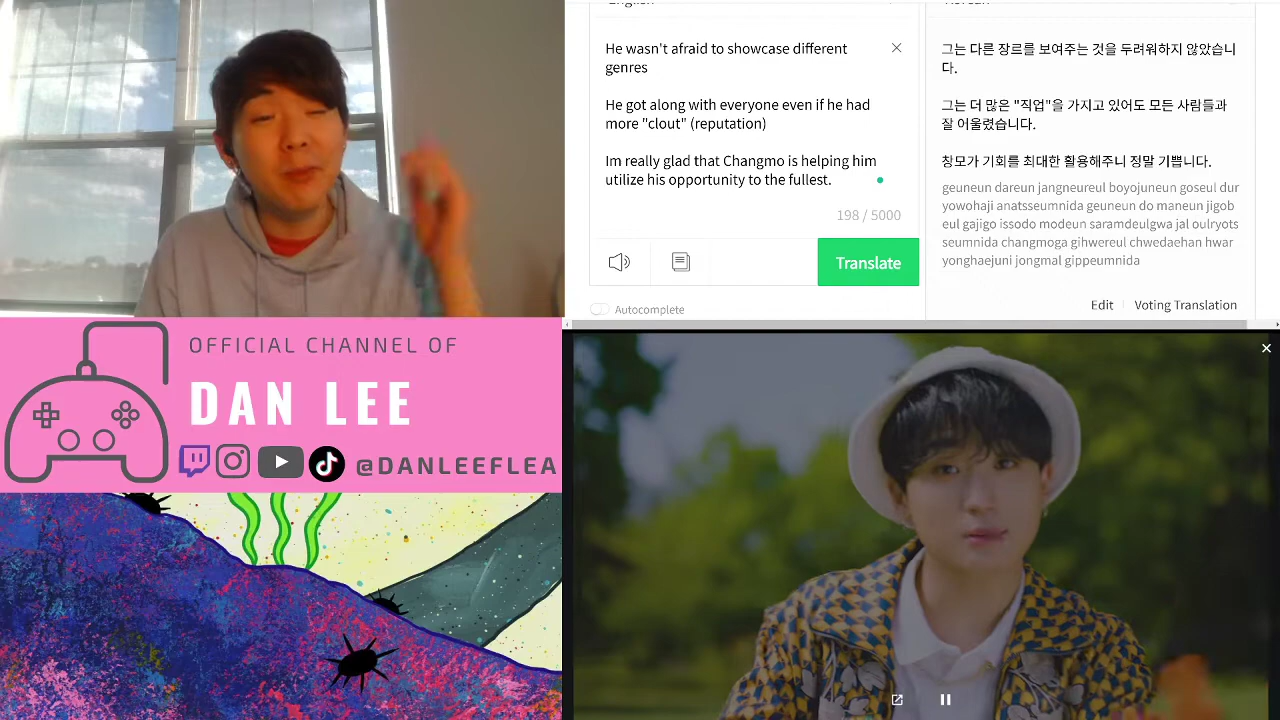 He wasn't afraid to showcase different
genres
He got along with everyone even if he had
more "clout" (reputation)
Im really glad that Changmo is helping him
utilize his opportunity to the fullest.
198 / 5000
Translate
Autocomplete
그는 다른 장르를 보여주는 것을 두려워하지 않았습니
다.
그는 더 많은 "직업"을 가지고 있어도 모든 사람들과
잘 어울렸습니다.
창모가 기회를 최대한 활용해주니 정말 기쁩니다.
geuneun dareun jangneureul boyojuneun goseul dur
yowohaji anatsseumnida geuneun do maneun jigob
eul gajigo issodo modeun saramdeulgwa jal oulryots
seumnida changmoga gihwereul chwedaehan hwar
yonghaejuni jongmal gippeumnida
Edit
Voting Translation
OFFICIAL CHANNEL OF
DAN LEE
@DANLEEFLEA